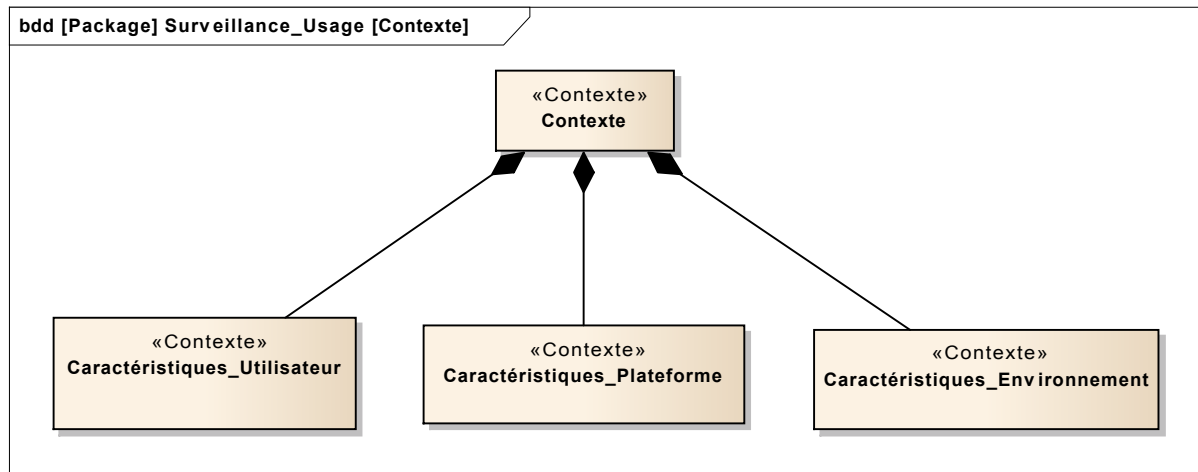 bdd [Package] Surveillance_Usage [Contexte]
«Contexte»
Contexte
«Contexte»
Caractéristiques_Utilisateur
«Contexte»
Caractéristiques_Plateforme
«Contexte»
Caractéristiques_Environnement